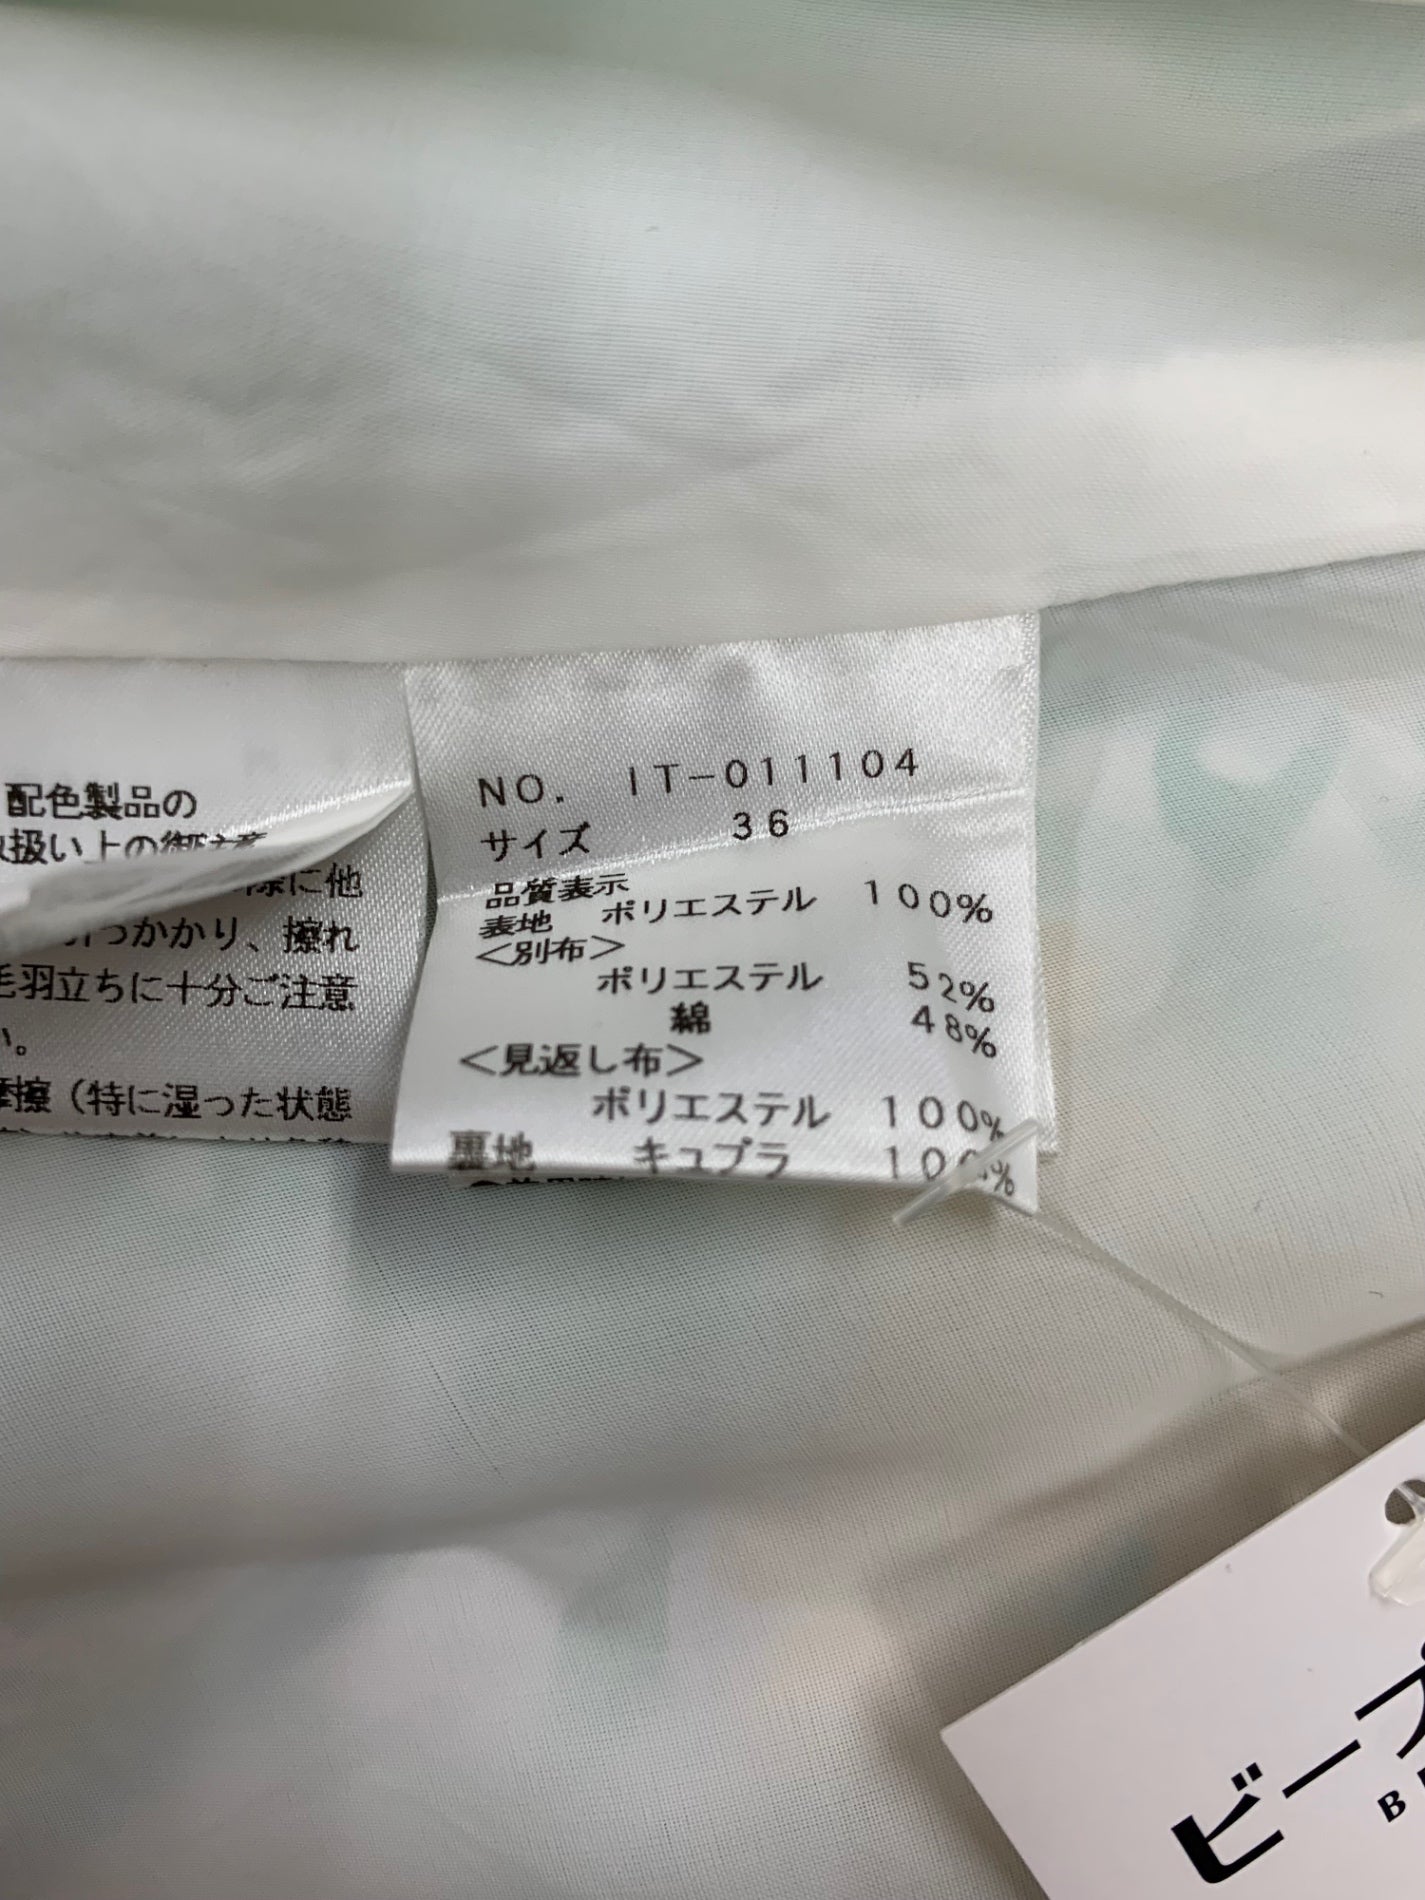 配色製品の
扱い上の御注意
際に他
引っかかり、擦れ
毛羽立ちに十分ご注意
い。
摩擦（特に湿った状態
NO. IT-011104
サイズ 36
品質表示
表地 ポリエステル 100%
＜別布＞
ポリエステル 52%
綿 48%
＜見返し布＞
ポリエステル 100%
裏地 キュプラ 100%
ビープ
B